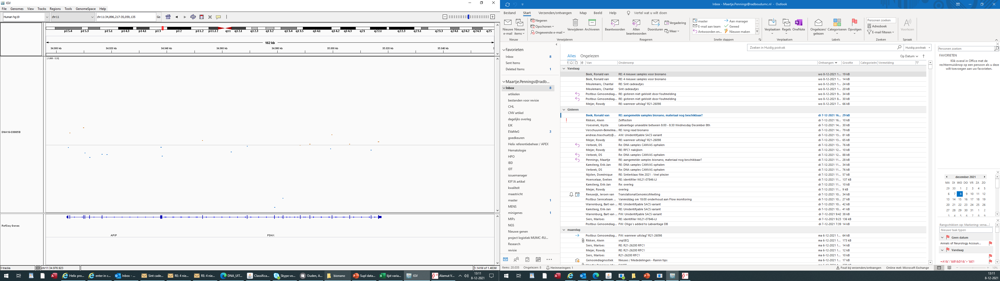 IGV
File Genomes View Tracks Regions Tools GenomeSpace Help
Human hg19 chr11 chr11:34,896,217-35,059,135 Go
p15.4 p15.3 p15.1 p14.3 p14.1 p13 p12 p11.2 p11.12 q11 q12.1 q12.3 q13.2 q13.4 q13.5 q14.1 q14.2 q14.3 q21 q22.1 q22.3 q23.1 q23.3 q24.1 q24.2 q24.3 q25
162 kb
34.900 kb 34.920 kb 34.940 kb 34.960 kb 34.980 kb 35.000 kb 35.020 kb 35.040 kb
DNA19-03885B
RefSeq Genes
APIP PDHX
3 tracks chr11:34.976.923 1.141M of 1.463M
Inbox - Maartje.Pennings@radboudumc.nl - Outlook
Bestand Start Verzenden/ontvangen Map Beeld Help Vertel wat u wilt doen
Nieuwe e-mail
Nieuwe items
Nieuw
Negeren
Opschonen
Ongewenste e-mail
Verwijderen Archiveren
Verwijderen
Beantwoorden
Allen beantwoorden
Doorsturen
Vergadering
Meer
Reageren
master
E-mail aan team
Antwoorden en...
Aan manager
Gereed
Nieuwe maken
Snelle stappen
Verplaatsen Regels OneNote
Verplaatsen
Ongelezen/ gelezen
Categoriseren Opvolgen
Labels
Personen zoeken
Adresboek
E-mail filteren
Zoeken
Voorlezen
Spraak
Favorieten
Inbox 8
Sent Items
Deleted Items 1
Maartje.Pennings@radb...
Inbox 8
artikelen
bestanden voor revisie
CHL
CNV artikel
dagelijks overleg
EJK
EVaMeG 3
goedkeuren
Helix referentiebeheer / APEX
Hematologie
HPO
IBD
IDT
issuemanager
KIF1A artikel
kwaliteit
maastricht
master 1
MENS
minigenes 1
MIPs
NGS
Nieuwe genen
project logistiek MUMC-RU...
Research
revisie
Zoeken in Huidig postvak Huidig postvak
Alles Ongelezen Op Datum
Van Onderwerp Ontvangen Grootte Categorieën Vermelding
Vandaag
Beek, Ronald van RE: 4 nieuwe samples voor bionano wo 8-12-2021 1... 19 kB
Beek, Ronald van RE: 4 nieuwe samples voor bionano wo 8-12-2021 1... 14 kB
Meulemans, Chantal RE: Sint cadeautjes wo 8-12-2021 1... 24 kB
Meulemans, Chantal Sint cadeautjes wo 8-12-2021 1... 20 kB
Postbus Genoomdiag... RE: gisteren niet geklokt door foutmelding wo 8-12-2021 9... 34 kB
Postbus Genoomdiag... RE: gisteren niet geklokt door foutmelding wo 8-12-2021 8... 30 kB
Meijer, Rowdy RE: wanneer uitslag? R21-26098 wo 8-12-2021 7... 66 kB
Gisteren
Beek, Ronald van RE: aangemelde samples bionano, materiaal nog beschikbaar? di 7-12-2021 16... 29 kB
Rikken, Alwin Zelftesten di 7-12-2021 16... 10 kB
Voesenek, Krysta Labvantage unavaible between 8:00 - 8:30 Wednesday December 8th di 7-12-2021 14... 30 kB
Verschuuren-Bemelma... RE: long read bionano di 7-12-2021 14... 79 kB
andreas.traschuetz@... AW: Unidentifyable SACS variant di 7-12-2021 13... 81 kB
Meijer, Rowdy RE: wanneer uitslag? R21-26098 di 7-12-2021 13... 65 kB
Verbeek, DS Re: DNA samples CANVAS ophalen di 7-12-2021 13... 76 kB
Meijer, Rowdy RE: RFC1 nakijken di 7-12-2021 12... 10 kB
Verbeek, DS Re: DNA samples CANVAS ophalen di 7-12-2021 12... 88 kB
Pennings, Maartje RE: aangemelde samples bionano, materiaal nog beschikbaar? di 7-12-2021 11... 28 kB
Kamsteeg, Erik-Jan RE: DNA samples CANVAS ophalen di 7-12-2021 11... 34 kB
Verbeek, DS Re: DNA samples CANVAS ophalen di 7-12-2021 11... 76 kB
Nijsten, Doménique RE: Sinterklaas film 2021 - Veel plezier di 7-12-2021 11... 57 kB
Hoenselaar, Evelien RE: identifiler WL21-07846-LJ di 7-12-2021 11... 137 kB
Kamsteeg, Erik-Jan Re: overleg di 7-12-2021 11... 10 kB
Meijer, Rowdy overleg di 7-12-2021 11... 9 kB
Reeuwijk, Jeroen van TranslationalGenomicsMeeting di 7-12-2021 10... 34 kB
Postbus Serviceteam ... Vanmiddag om 18:00 onderhoud aan Flow monitoring di 7-12-2021 10... 27 kB
Warrenburg, Bart van ... RE: Unidentifyable SACS variant di 7-12-2021 10... 42 kB
Kamsteeg, Erik-Jan RE: Unidentifyable SACS variant di 7-12-2021 10... 41 kB
Warrenburg, Bart van ... FW: Unidentifyable SACS variant di 7-12-2021 9:42 38 kB
Siers, Marloes RE: identifiler WL21-07846-LJ di 7-12-2021 9:23 136 kB
Postbus Genoomdiag... FW: Oligo's added to Labvantage DB di 7-12-2021 7:39 14 kB
maandag
Postbus Genoomdiag... FW: wanneer uitslag? R21-26098 ma 6-12-2021 1... 64 kB
Rikken, Alwin snpSEQ ma 6-12-2021 1... 173 kB
Siers, Marloes RE: R21-26200 RFC1 ma 6-12-2021 1... 14 kB
Meijer, Rowdy RE: R21-26200 RFC1 ma 6-12-2021 1... 12 kB
Siers, Marloes R21-26200 RFC1 ma 6-12-2021 1... 10 kB
Genoomdiagnostiek Nieuws / Mededelingen - Rainin tips ma 6-12-2021 1... 17 kB
Personen zoeken
FAVORIETEN
Klik overal in Office met de
rechtermuisknop op een persoon als u deze
wilt toevoegen aan uw favorieten.
december 2021
MA DI WO DO VR ZA ZO
29 30 1 2 3 4 5
6 7 8 9 10 11 12
13 14 15 16 17 18 19
20 21 22 23 24 25 26
27 28 29 30 31 1 2
3 4 5 6 7 8 9
Rangschikken op: Markering: verva...
Nieuwe taak typen
Geen datum
Annals of Neurology Accoun...
Vandaag
=A1&":"&B1&D1&">"&E1
Items: 20.035 Ongelezen: 8 Herinneringen: 1 Fout bij verzenden/ontvangen Online met: Microsoft Exchange 10%
Helix pro... enter in c... Inbox - ... Sint cade... RE: 4 nie... RE: 4 nie... DNA_UIT... Classifica... Skype vo... Ouden, A... bionano Supl data... lijst varia... IGV Alamut V...
13:11
8-12-2021
13:11
8-12-2021